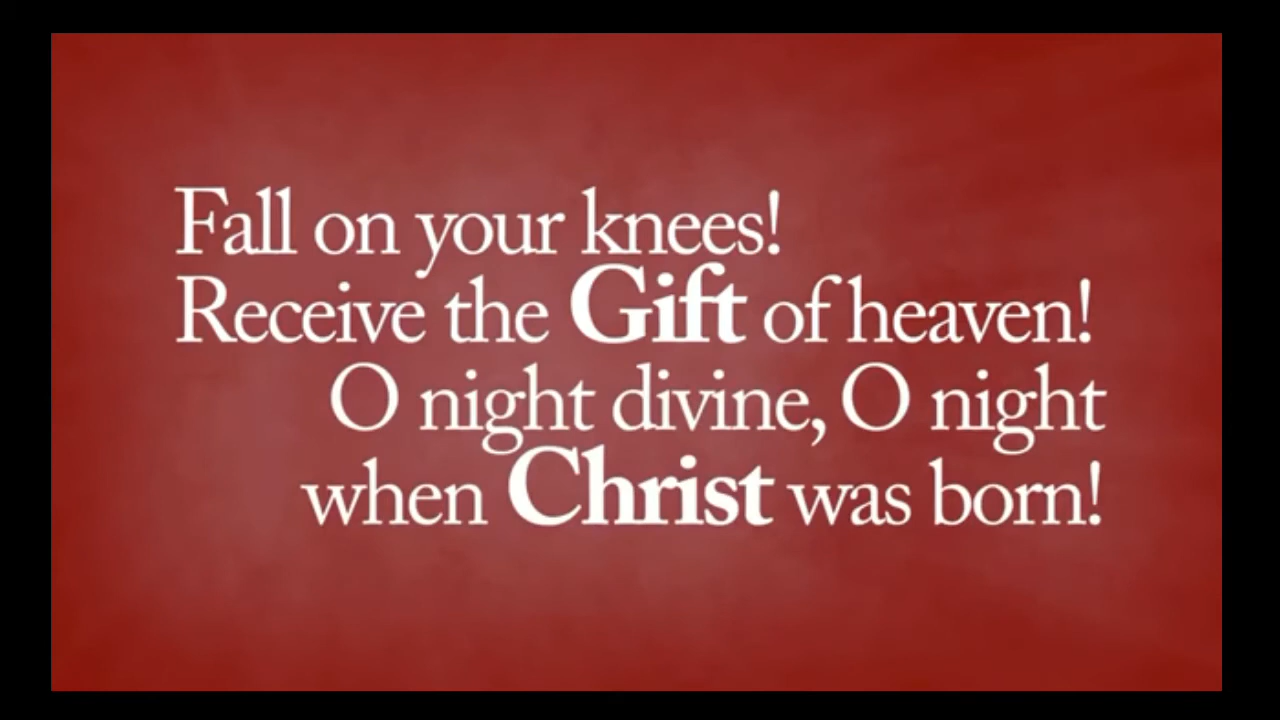 Fall on your knees!
Receive the Gift of heaven!
O night divine, O night
when Christ was born!